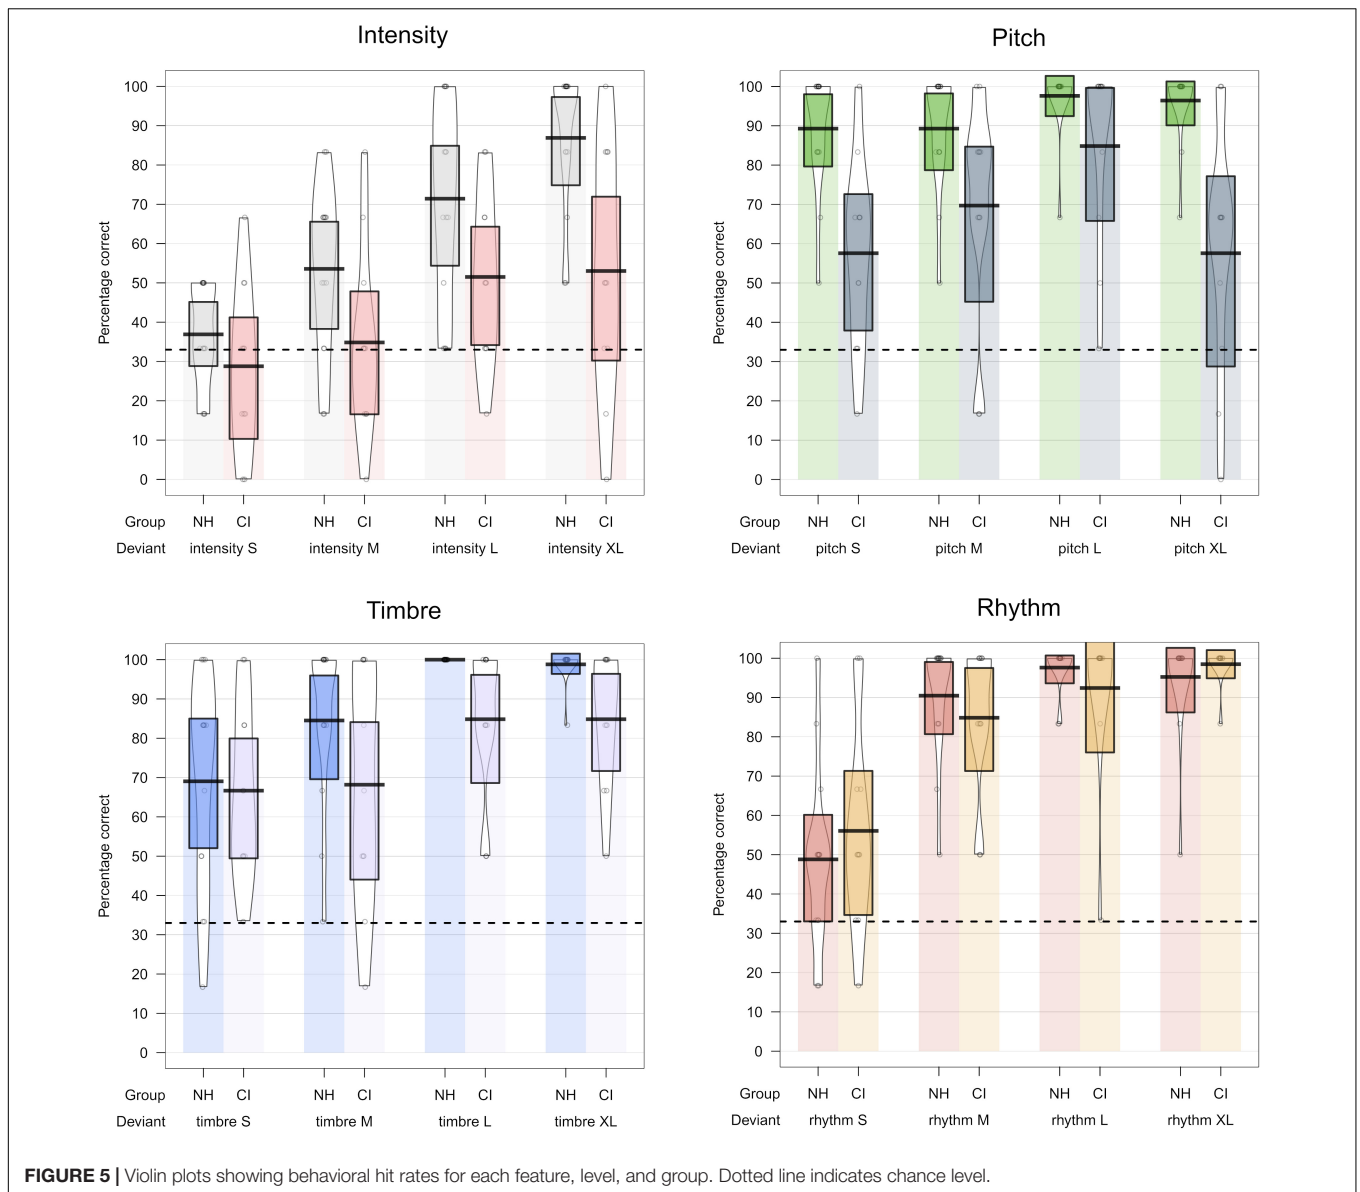 Intensity
100
90
80
70
60
50
40
30
20
10
0
Percentage correct
Group NH CI NH CI NH CI NH CI
Deviant intensity S intensity M intensity L intensity XL
Pitch
100
90
80
70
60
50
40
30
20
10
0
Percentage correct
Group NH CI NH CI NH CI NH CI
Deviant pitch S pitch M pitch L pitch XL
Timbre
100
90
80
70
60
50
40
30
20
10
0
Percentage correct
Group NH CI NH CI NH CI NH CI
Deviant timbre S timbre M timbre L timbre XL
Rhythm
100
90
80
70
60
50
40
30
20
10
0
Percentage correct
Group NH CI NH CI NH CI NH CI
Deviant rhythm S rhythm M rhythm L rhythm XL
FIGURE 5 | Violin plots showing behavioral hit rates for each feature, level, and group. Dotted line indicates chance level.